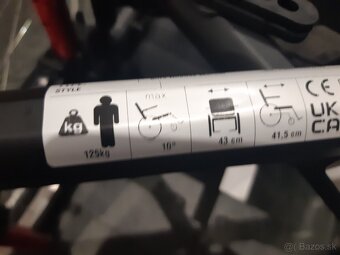 STYLE
max
CE
kg
UK
CA
125kg
10°
43 cm
41,5 cm
Bazos.sk